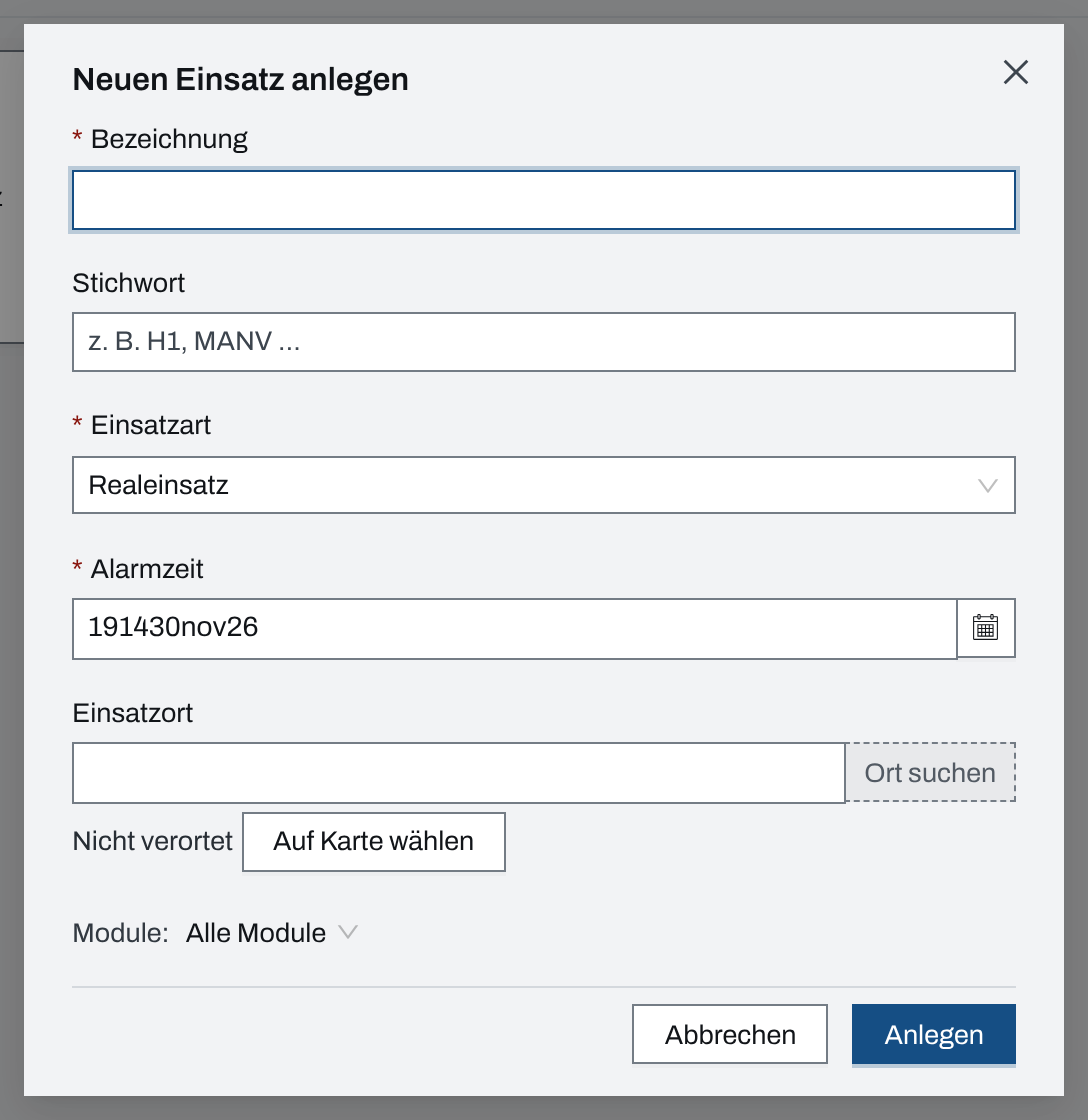 Neuen Einsatz anlegen
* Bezeichnung
Stichwort
z. B. H1, MANV ...
* Einsatzart
Realeinsatz
* Alarmzeit
191430nov26
Einsatzort
Ort suchen
Nicht verortet Auf Karte wählen
Module: Alle Module
Abbrechen Anlegen